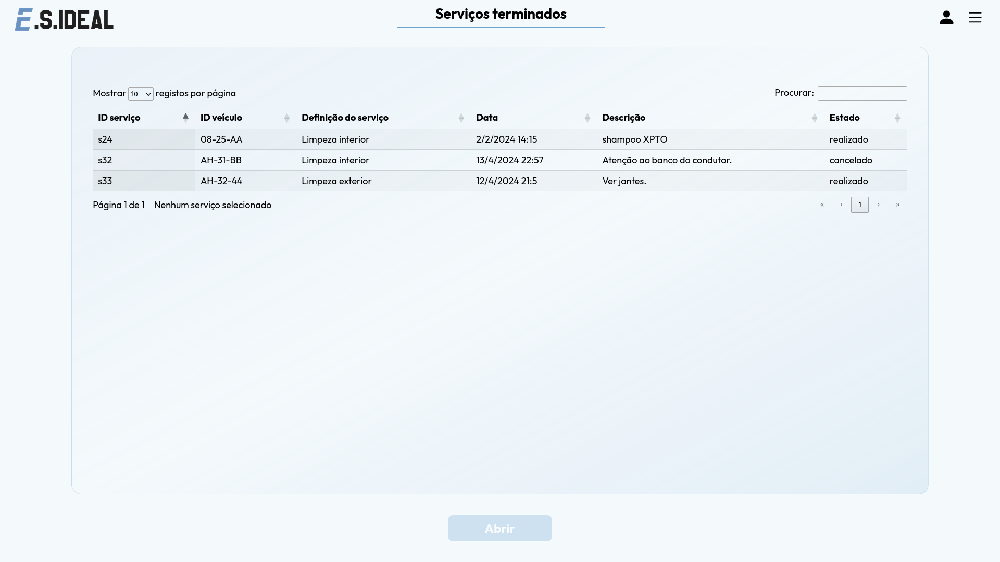 E.S.IDEAL
Serviços terminados
Mostrar 10 registos por página
Procurar:
ID serviço ID veículo Definição do serviço Data Descrição Estado
s24 08-25-AA Limpeza interior 2/2/2024 14:15 shampoo XPTO realizado
s32 AH-31-BB Limpeza interior 13/4/2024 22:57 Atenção ao banco do condutor. cancelado
s33 AH-32-44 Limpeza exterior 12/4/2024 21:5 Ver jantes. realizado
Página 1 de 1 Nenhum serviço selecionado « ‹ 1 › »
Abrir